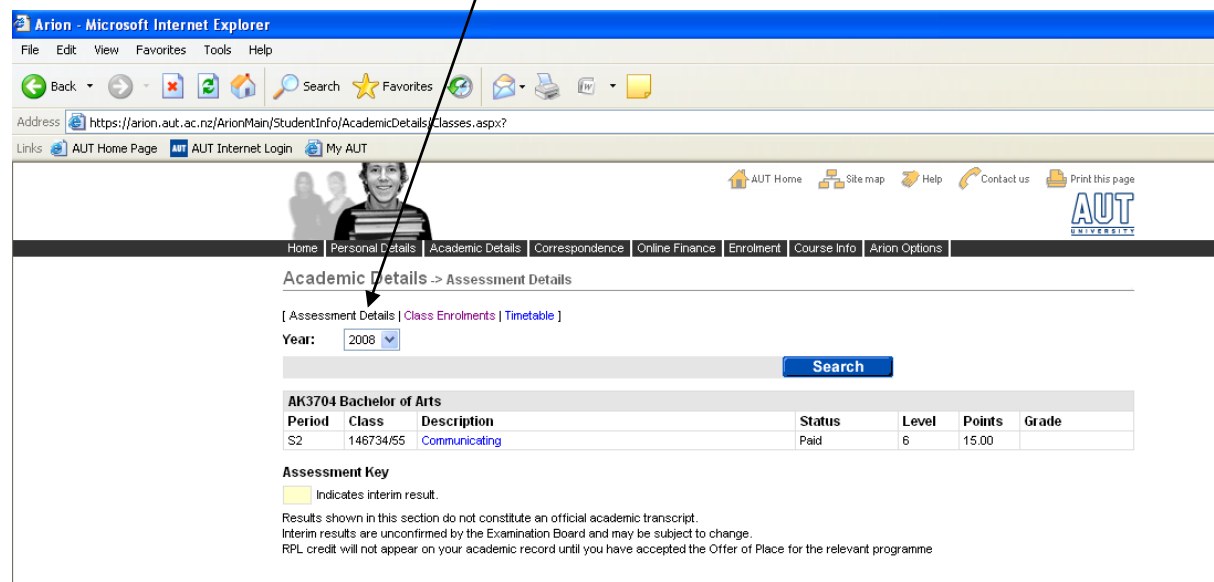 Arion - Microsoft Internet Explorer
File Edit View Favorites Tools Help
Back Search Favorites
Address https://arion.aut.ac.nz/ArionMain/StudentInfo/AcademicDetails/Classes.aspx?
Links AUT Home Page AUT AUT Internet Login My AUT
AUT Home Site map Help Contact us Print this page
AUT
UNIVERSITY
Home Personal Details Academic Details Correspondence Online Finance Enrolment Course Info Arion Options
Academic Details -> Assessment Details
[ Assessment Details | Class Enrolments | Timetable ]
Year: 2008
Search
AK3704 Bachelor of Arts
Period Class Description Status Level Points Grade
S2 146734/55 Communicating Paid 6 15.00
Assessment Key
Indicates interim result.
Results shown in this section do not constitute an official academic transcript.
Interim results are unconfirmed by the Examination Board and may be subject to change.
RPL credit will not appear on your academic record until you have accepted the Offer of Place for the relevant programme